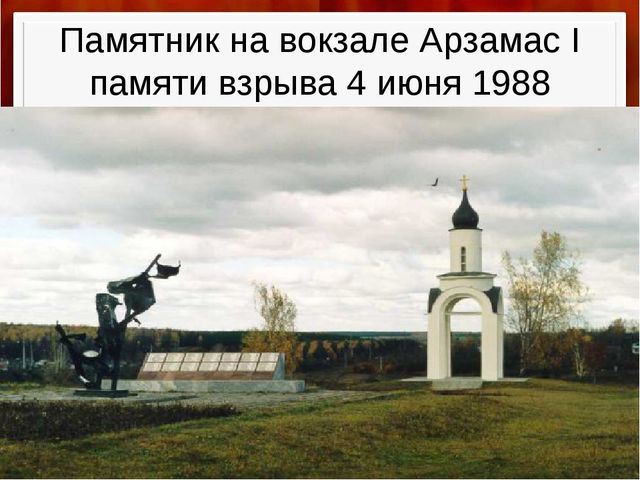 Памятник на вокзале Арзамас I
памяти взрыва 4 июня 1988